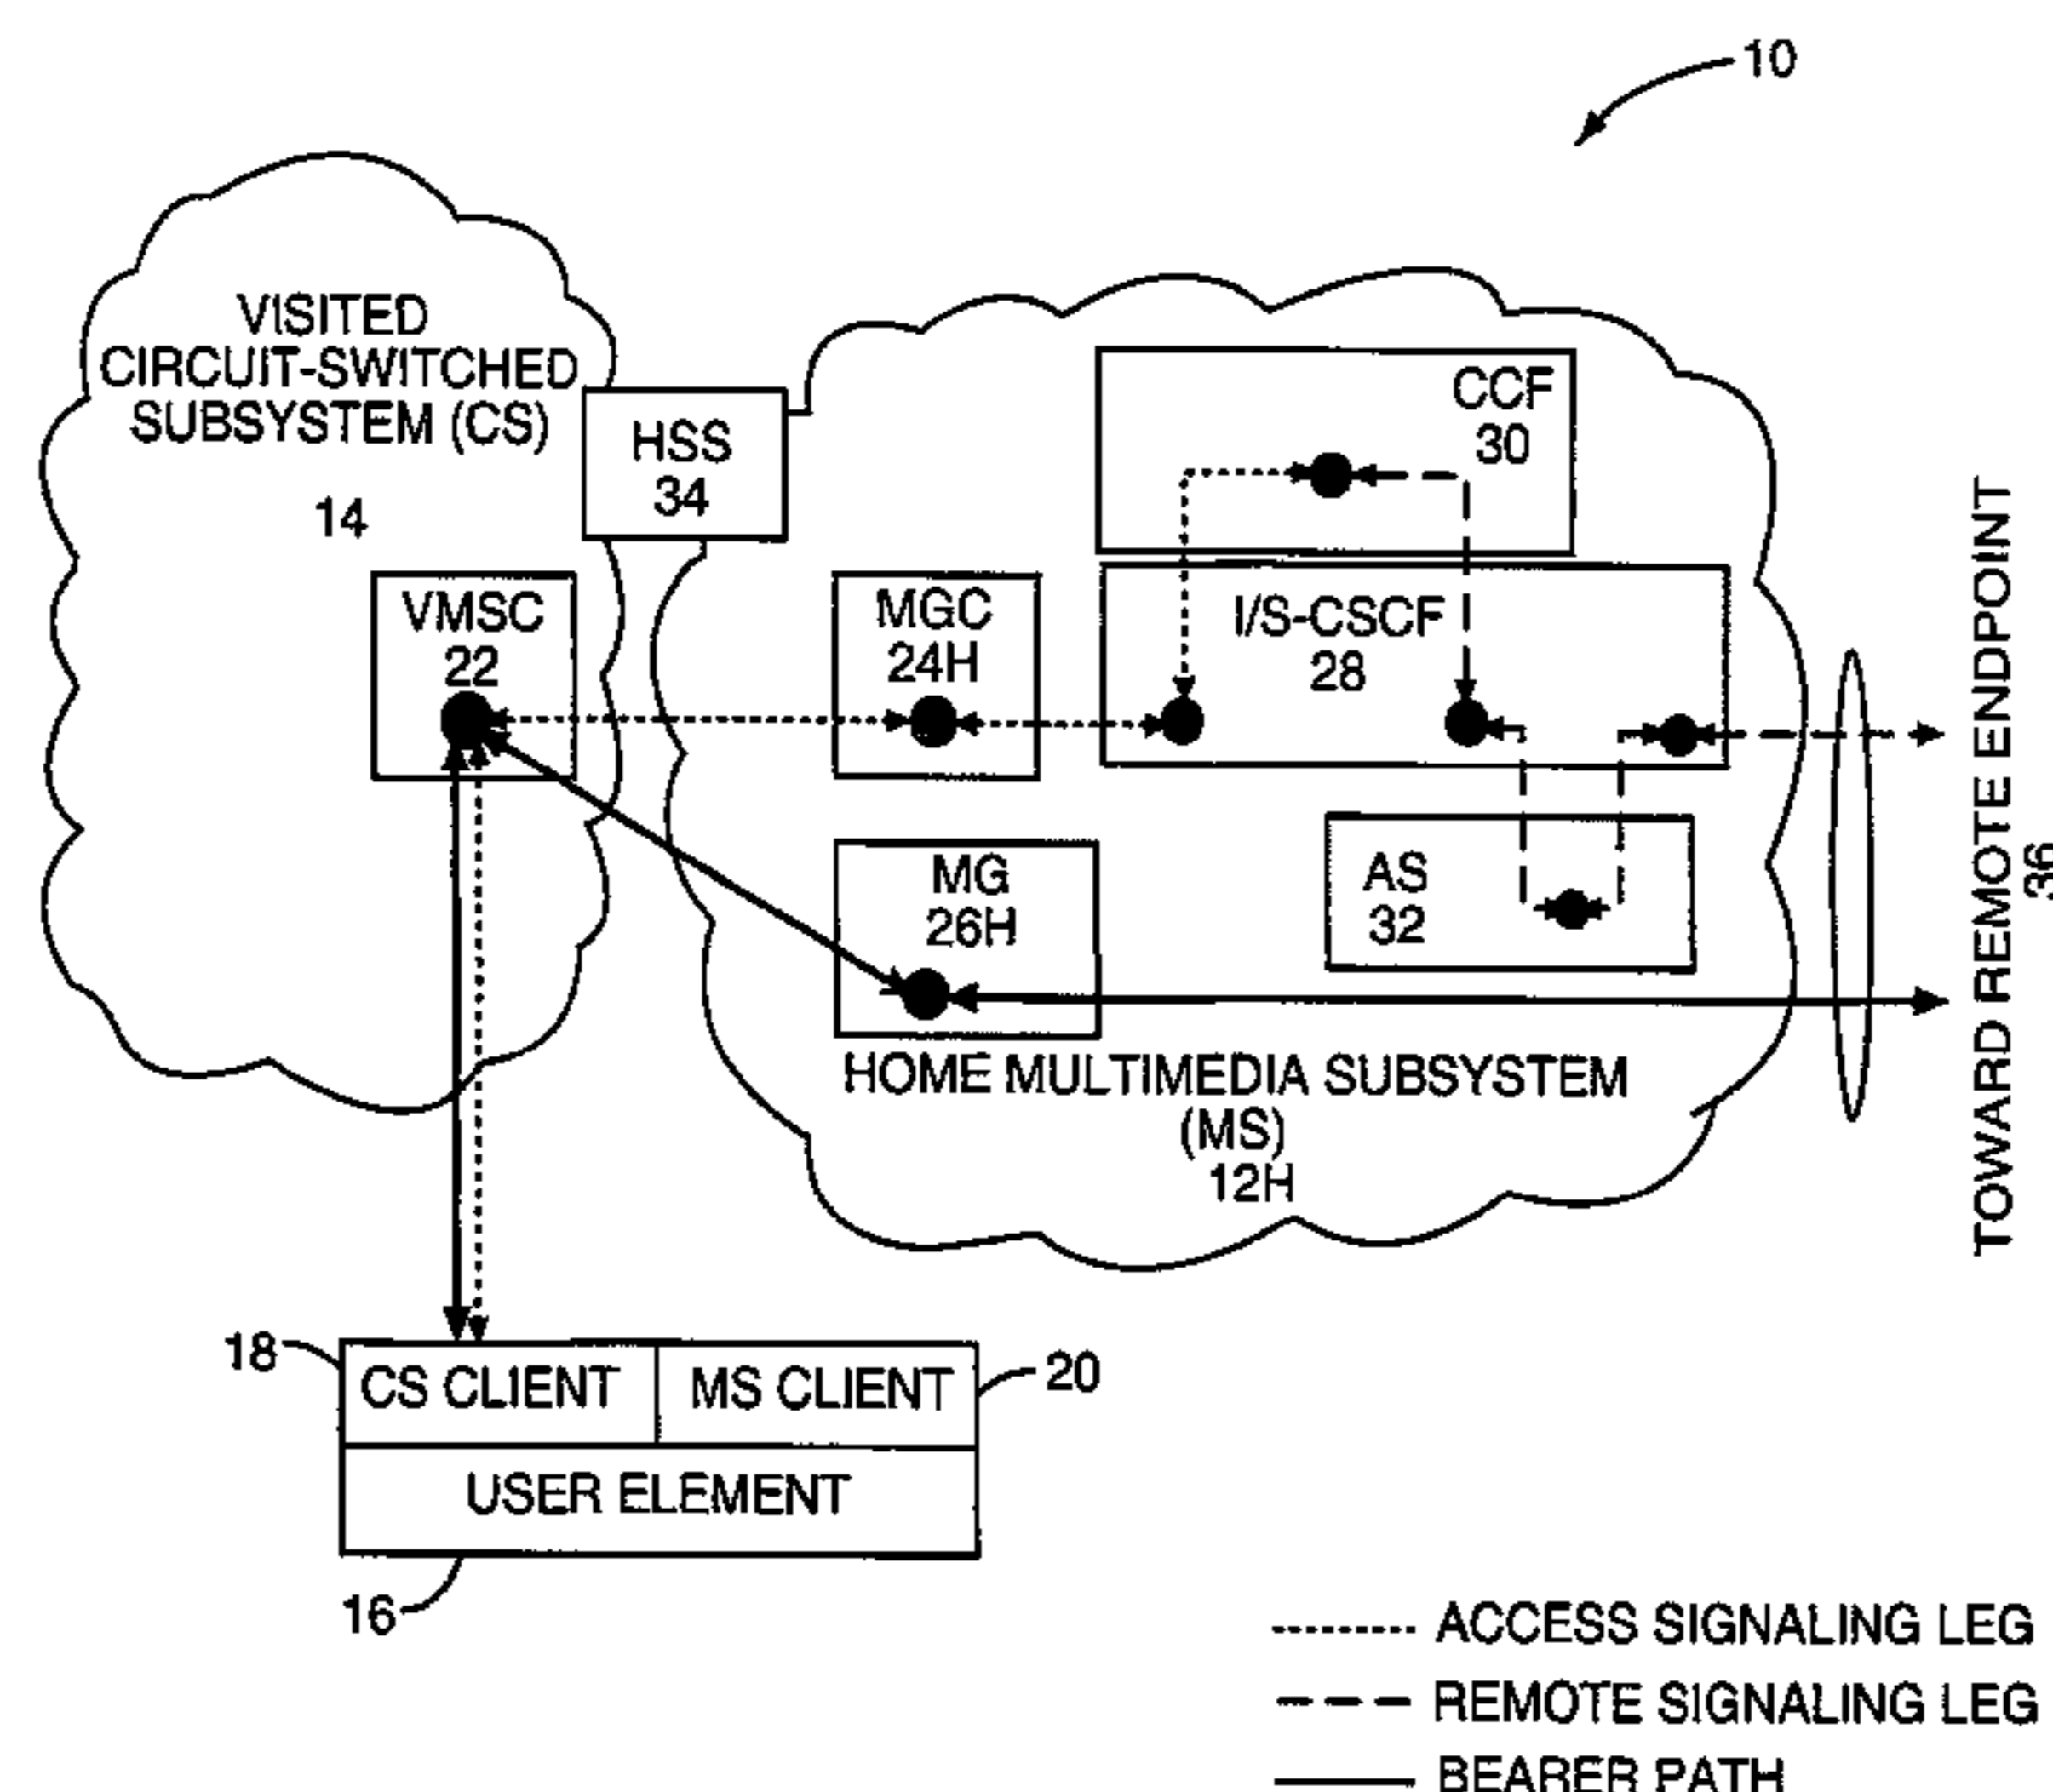 10
VISITED
CIRCUIT-SWITCHED
SUBSYSTEM (CS)
14
HSS
34
CCF
30
VMSC
22
MGC
24H
I/S-CSCF
28
MG
26H
AS
32
HOME MULTIMEDIA SUBSYSTEM
(MS)
12H
TOWARD REMOTE ENDPOINT
36
18
CS CLIENT
MS CLIENT
20
USER ELEMENT
16
ACCESS SIGNALING LEG
REMOTE SIGNALING LEG
BEARER PATH